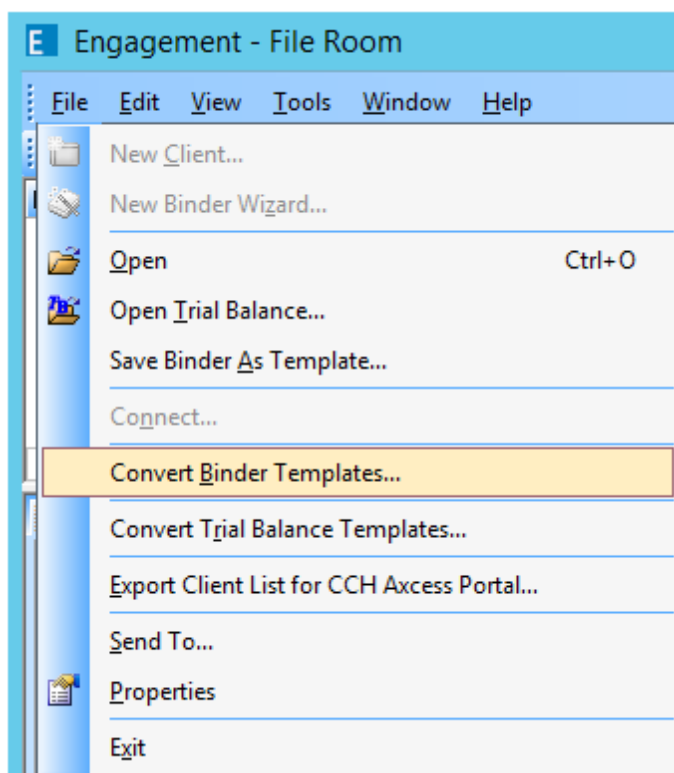 E Engagement - File Room
File Edit View Tools Window Help
New Client...
New Binder Wizard...
Open Ctrl+O
Open Trial Balance...
Save Binder As Template...
Connect...
Convert Binder Templates...
Convert Trial Balance Templates...
Export Client List for CCH Axcess Portal...
Send To...
Properties
Exit